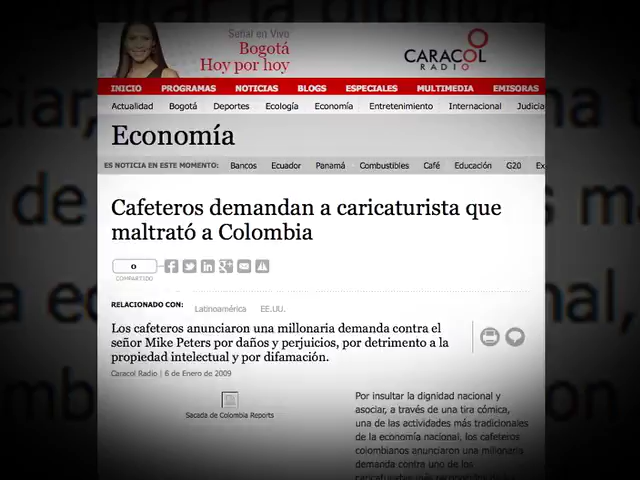 Señal en Vivo
Bogotá
Hoy por hoy
CARACOL
RADIO
INICIO PROGRAMAS NOTICIAS BLOGS ESPECIALES MULTIMEDIA EMISORAS
Actualidad Bogotá Deportes Ecología Economía Entretenimiento Internacional Judicia
Economía
ES NOTICIA EN ESTE MOMENTO: Bancos Ecuador Panamá Combustibles Café Educación G20 Ex
Cafeteros demandan a caricaturista que
maltrató a Colombia
0
COMPARTIDO
RELACIONADO CON: Latinoamérica EE.UU.
Los cafeteros anunciaron una millonaria demanda contra el
señor Mike Peters por daños y perjuicios, por detrimento a la
propiedad intelectual y por difamación.
Caracol Radio | 6 de Enero de 2009
Sacada de Colombia Reports
Por insultar la dignidad nacional y
asociar, a través de una tira cómica,
una de las actividades más tradicionales
de la economía nacional, los cafeteros
colombianos anunciaron una millonaria
demanda contra uno de los